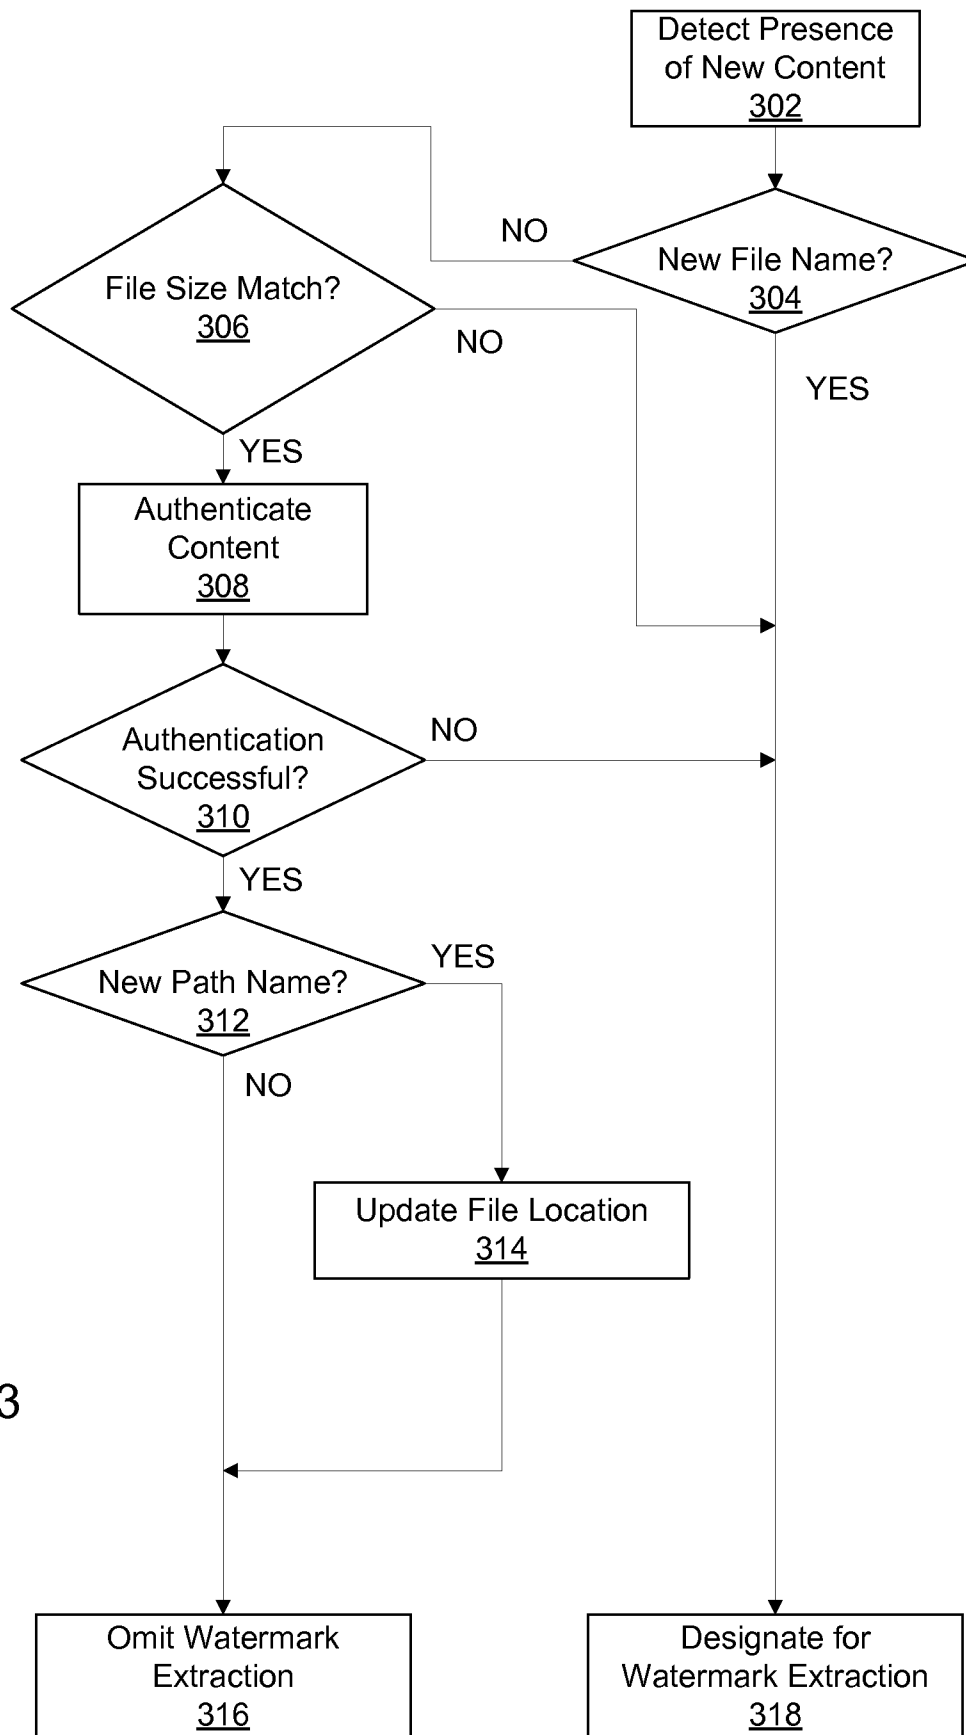 Detect Presence
of New Content
302
NO
New File Name?
304
File Size Match?
306
NO
YES
YES
Authenticate
Content
308
NO
Authentication
Successful?
310
YES
YES
New Path Name?
312
NO
Update File Location
314
3
Omit Watermark
Extraction
316
Designate for
Watermark Extraction
318